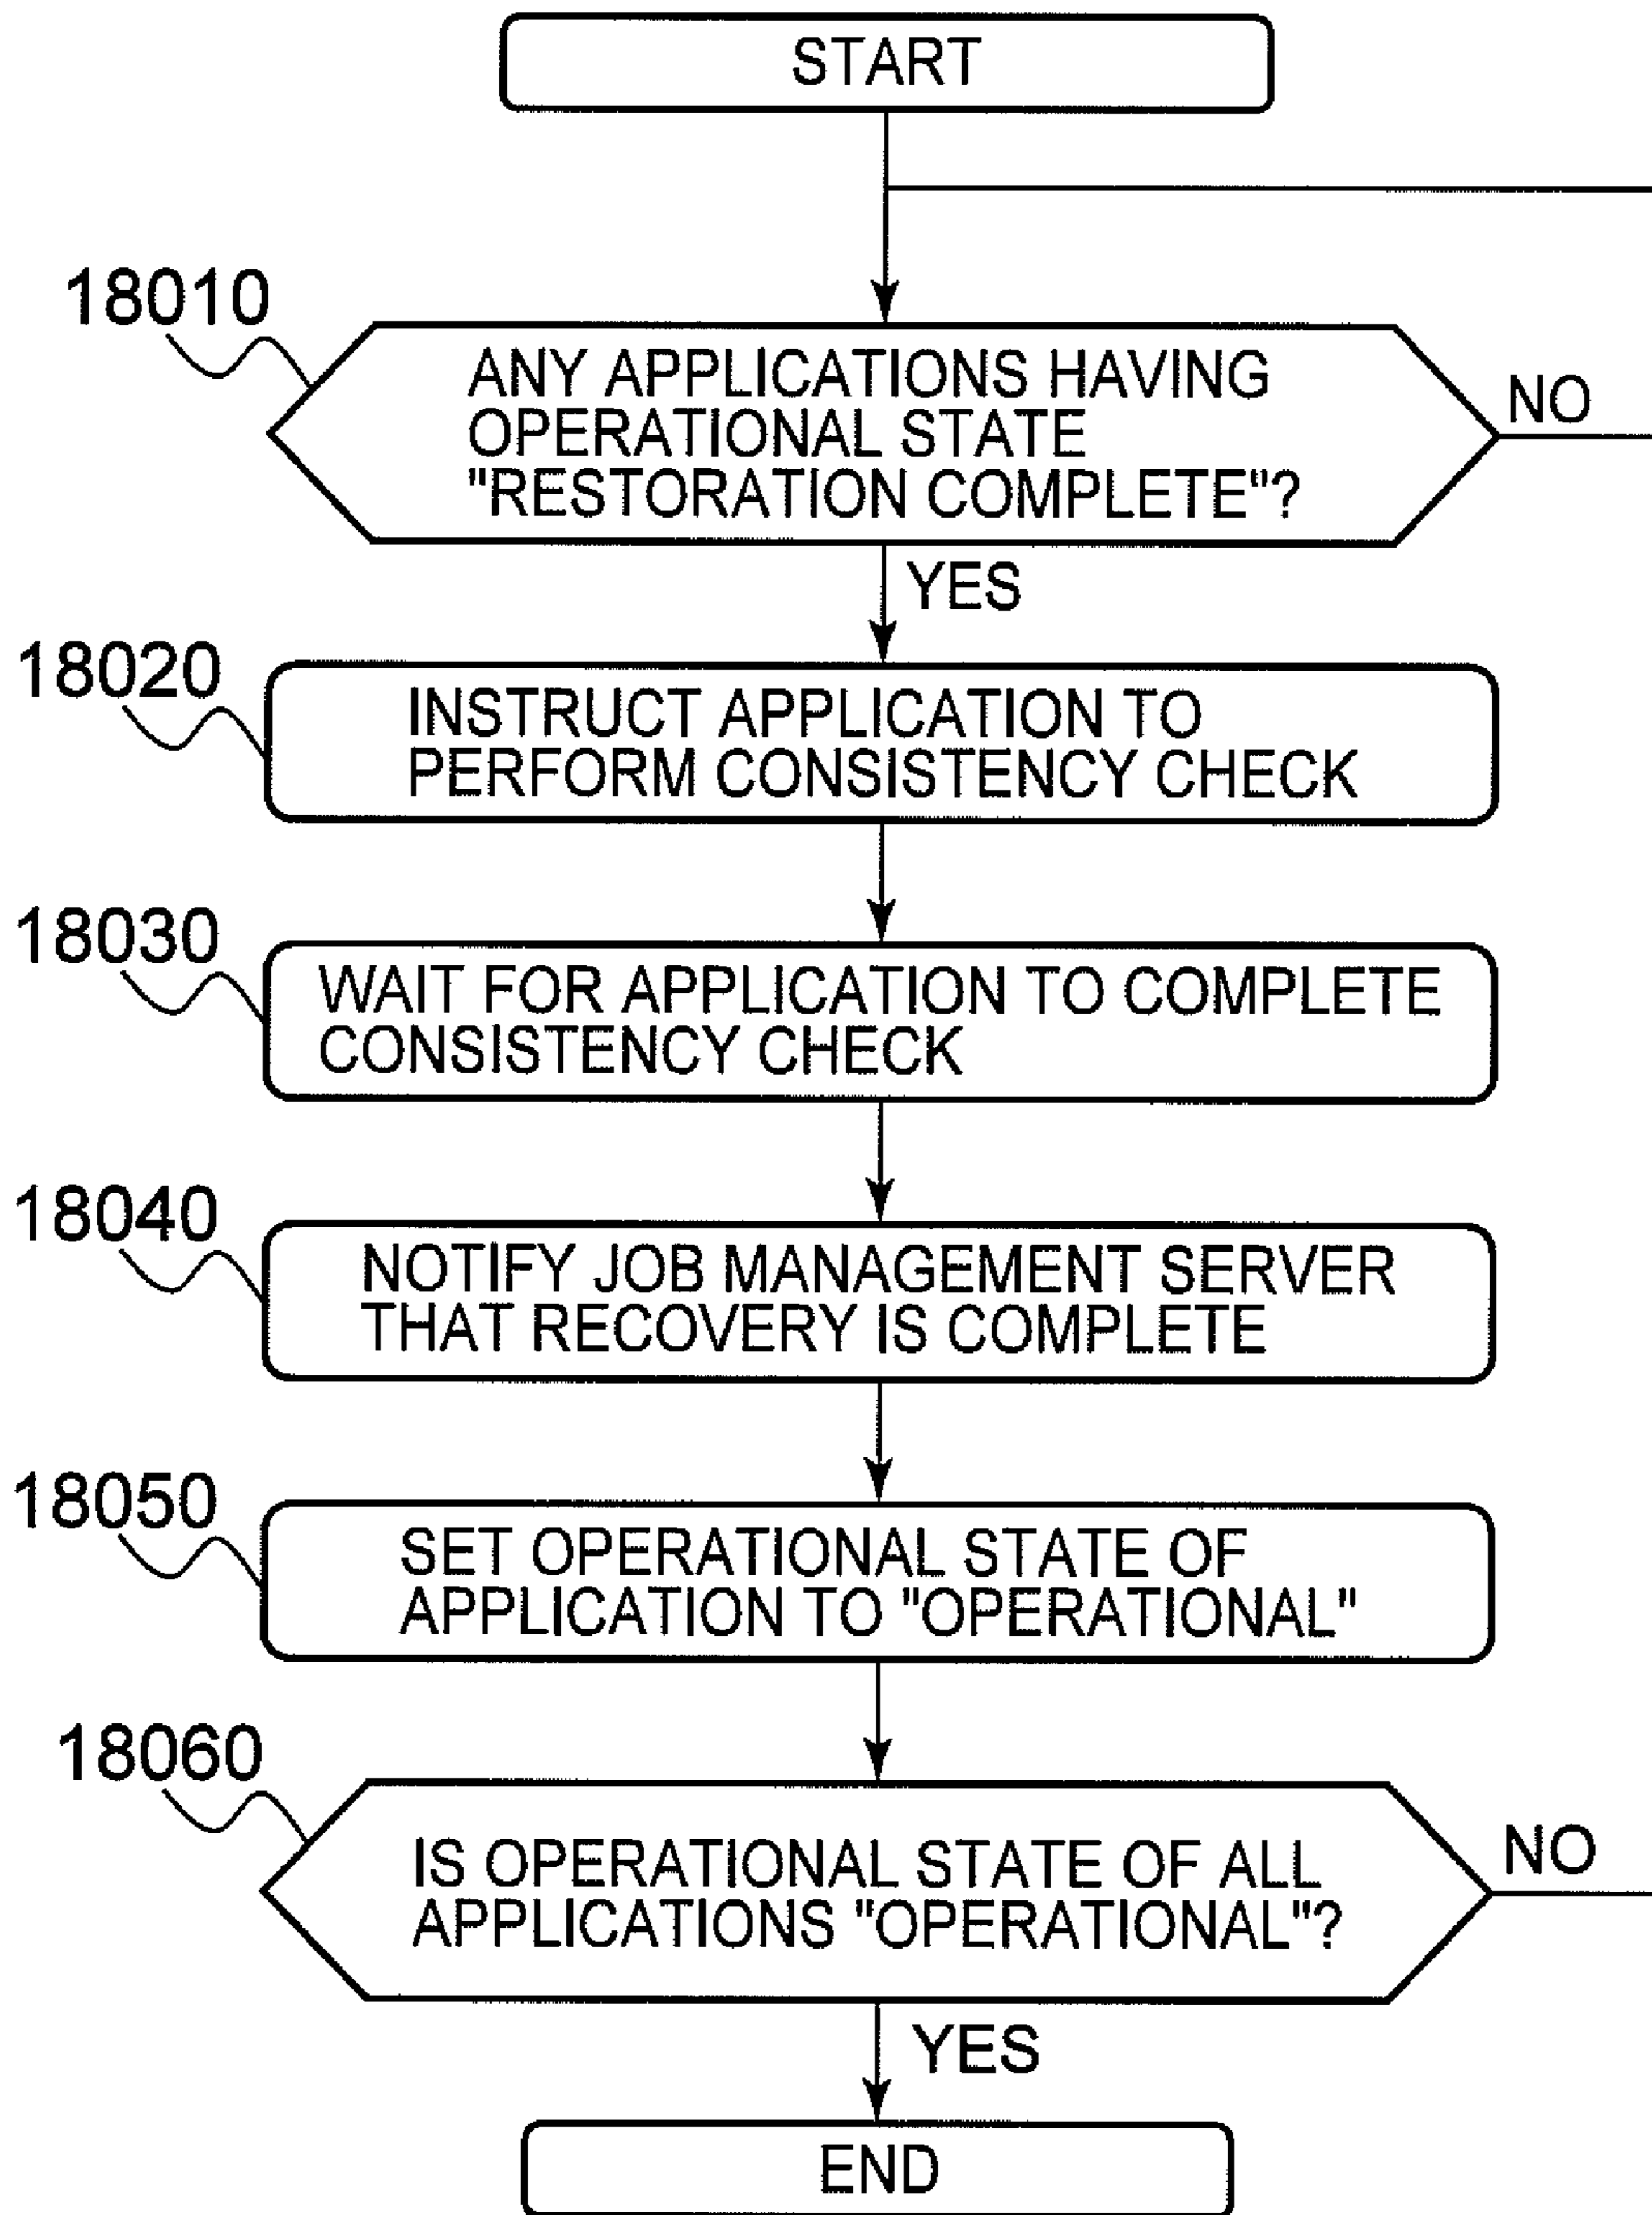 START
18010
ANY APPLICATIONS HAVING
OPERATIONAL STATE
"RESTORATION COMPLETE"?
NO
YES
18020
INSTRUCT APPLICATION TO
PERFORM CONSISTENCY CHECK
18030
WAIT FOR APPLICATION TO COMPLETE
CONSISTENCY CHECK
18040
NOTIFY JOB MANAGEMENT SERVER
THAT RECOVERY IS COMPLETE
18050
SET OPERATIONAL STATE OF
APPLICATION TO "OPERATIONAL"
18060
IS OPERATIONAL STATE OF ALL
APPLICATIONS "OPERATIONAL"?
NO
YES
END